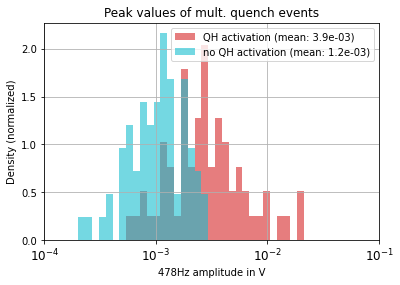 Peak values of mult. quench events
QH activation (mean: 3.9e-03)
no QH activation (mean: 1.2e-03)
Density (normalized)
2.0
1.5
1.0
0.5
0.0
10⁻⁴ 10⁻³ 10⁻² 10⁻¹
478Hz amplitude in V